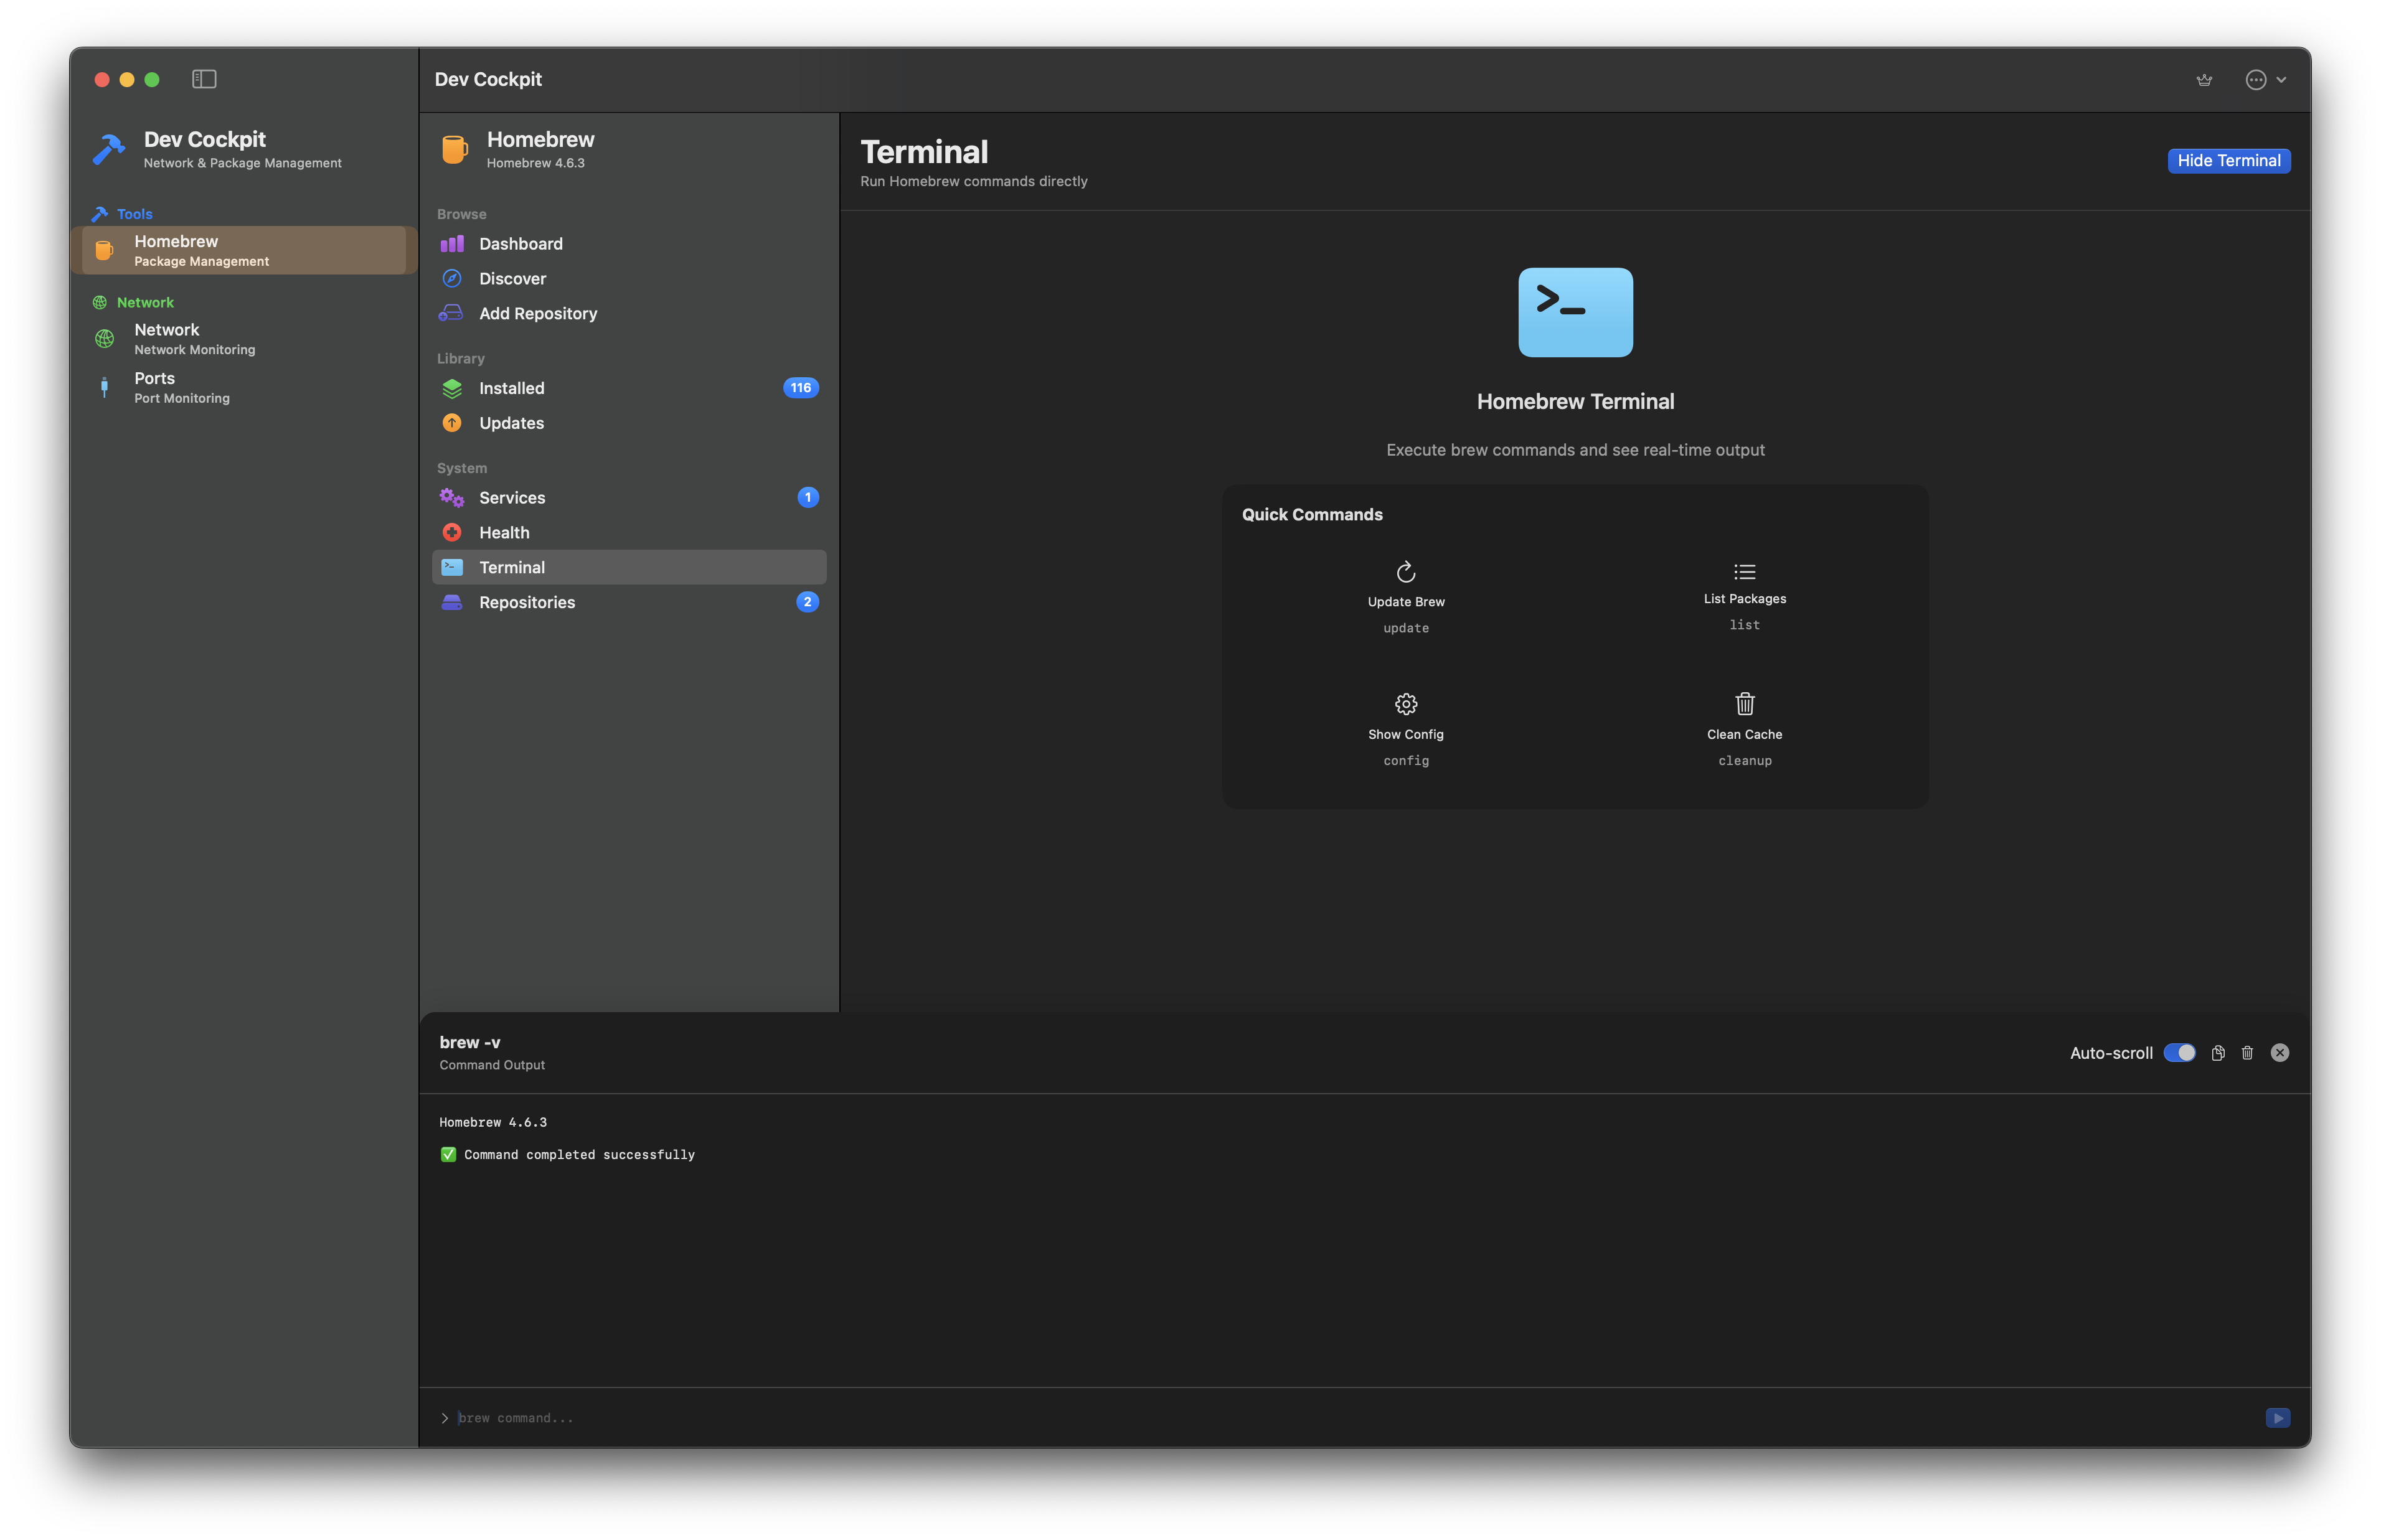 Dev Cockpit
Dev Cockpit
Network & Package Management
Tools
Homebrew
Package Management
Network
Network
Network Monitoring
Ports
Port Monitoring
Homebrew
Homebrew 4.6.3
Browse
Dashboard
Discover
Add Repository
Library
Installed 116
Updates
System
Services 1
Health
Terminal
Repositories 2
Terminal
Run Homebrew commands directly
Hide Terminal
>_
Homebrew Terminal
Execute brew commands and see real-time output
Quick Commands
Update Brew
update
List Packages
list
Show Config
config
Clean Cache
cleanup
brew -v
Command Output
Auto-scroll
Homebrew 4.6.3
✅ Command completed successfully
brew command...